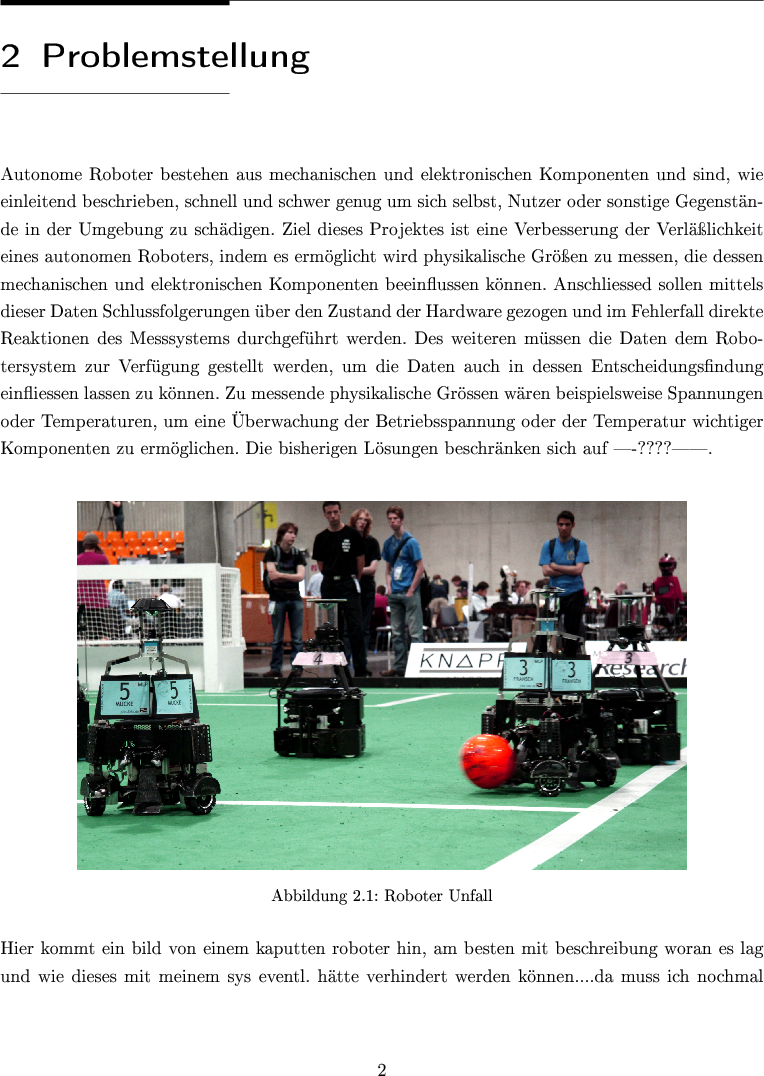 2 Problemstellung
Autonome Roboter bestehen aus mechanischen und elektronischen Komponenten und sind, wie
einleitend beschrieben, schnell und schwer genug um sich selbst, Nutzer oder sonstige Gegenstän-
de in der Umgebung zu schädigen. Ziel dieses Projektes ist eine Verbesserung der Verläßlichkeit
eines autonomen Roboters, indem es ermöglicht wird physikalische Größen zu messen, die dessen
mechanischen und elektronischen Komponenten beeinflussen können. Anschliessed sollen mittels
dieser Daten Schlussfolgerungen über den Zustand der Hardware gezogen und im Fehlerfall direkte
Reaktionen des Messsystems durchgeführt werden. Des weiteren müssen die Daten dem Robo-
tersystem zur Verfügung gestellt werden, um die Daten auch in dessen Entscheidungsfindung
einfliessen lassen zu können. Zu messende physikalische Grössen wären beispielsweise Spannungen
oder Temperaturen, um eine Überwachung der Betriebsspannung oder der Temperatur wichtiger
Komponenten zu ermöglichen. Die bisherigen Lösungen beschränken sich auf —-????——.
4
KNAPP
3
3
3
Research
5
5
MÜCKE
MÜCKE
Abbildung 2.1: Roboter Unfall
Hier kommt ein bild von einem kaputten roboter hin, am besten mit beschreibung woran es lag
und wie dieses mit meinem sys eventl. hätte verhindert werden können....da muss ich nochmal
2